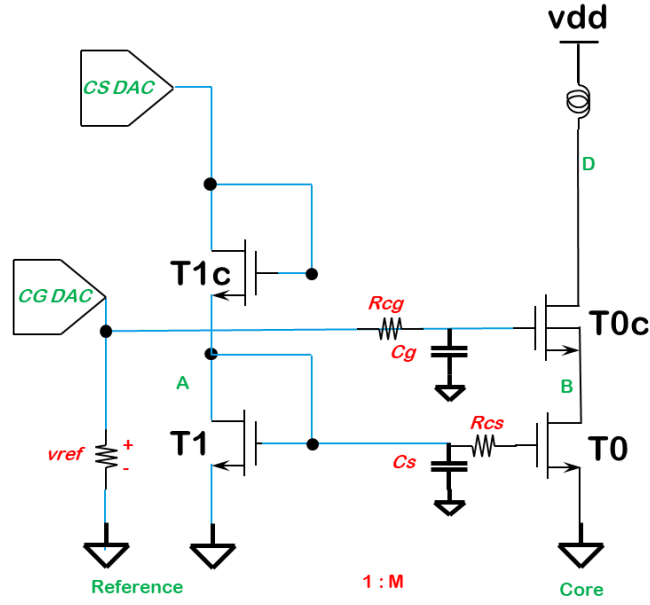 vdd
CS DAC
D
T1c
CG DAC
Rcg
T0c
Cg
A
B
Rcs
T1
T0
vref
+
-
Cs
Reference
1 : M
Core